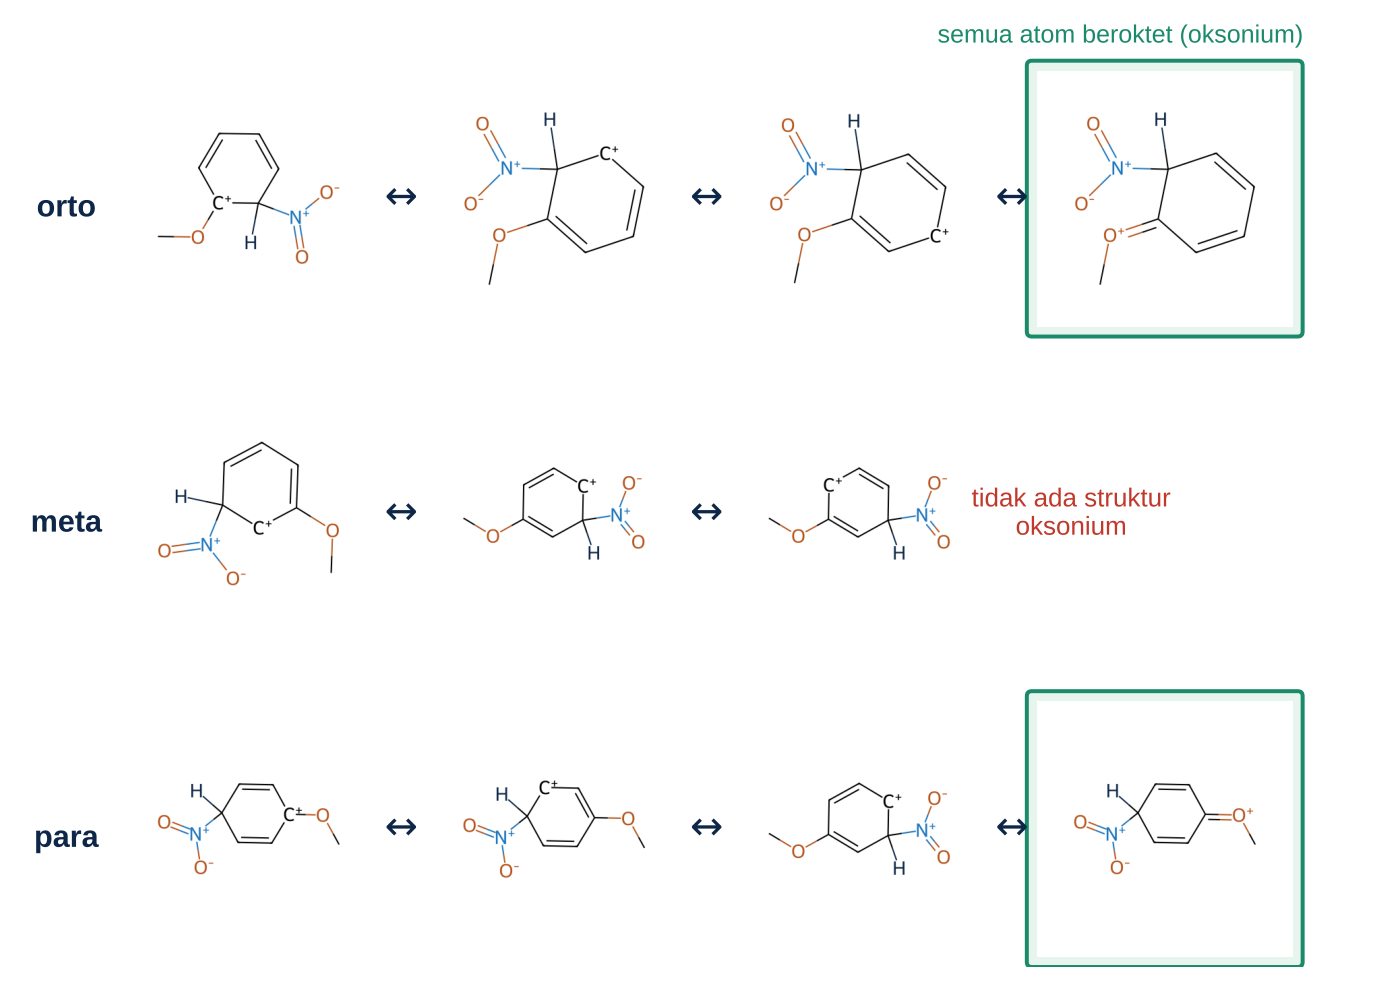 semua atom beroktet (oksonium)
orto
C⁺ O H N⁺ O⁻ O
↔
O H C⁺ N⁺ O⁻ O
↔
O H N⁺ O⁻ O C⁺
↔
O H N⁺ O⁻ O⁺
meta
H C⁺ O O N⁺ O⁻
↔
C⁺ O⁻ N⁺ O O H
↔
C⁺ O⁻ N⁺ O O H
tidak ada struktur
oksonium
para
H O N⁺ O⁻ C⁺ O
↔
C⁺ H O N⁺ O⁻ O
↔
C⁺ O⁻ N⁺ O O H
↔
H O N⁺ O⁻ O⁺